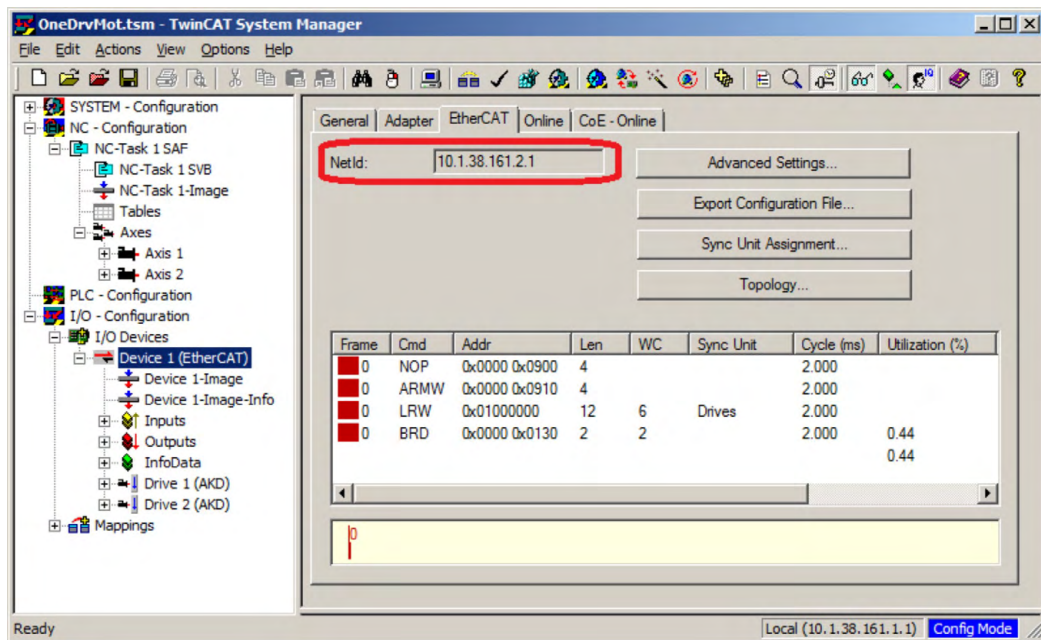 OneDrvMot.tsm - TwinCAT System Manager
File Edit Actions View Options Help
SYSTEM - Configuration
NC - Configuration
NC-Task 1 SAF
NC-Task 1 SVB
NC-Task 1-Image
Tables
Axes
Axis 1
Axis 2
PLC - Configuration
I/O - Configuration
I/O Devices
Device 1 (EtherCAT)
Device 1-Image
Device 1-Image-Info
Inputs
Outputs
InfoData
Drive 1 (AKD)
Drive 2 (AKD)
Mappings
General Adapter EtherCAT Online CoE - Online
NetId: 10.1.38.161.2.1
Advanced Settings...
Export Configuration File...
Sync Unit Assignment...
Topology...
Frame Cmd Addr Len WC Sync Unit Cycle (ms) Utilization (%)
0 NOP 0x0000 0x0900 4 2.000
0 ARMW 0x0000 0x0910 4 2.000
0 LRW 0x01000000 12 6 Drives 2.000
0 BRD 0x0000 0x0130 2 2 2.000 0.44
0.44
0
Ready Local (10.1.38.161.1.1) Config Mode